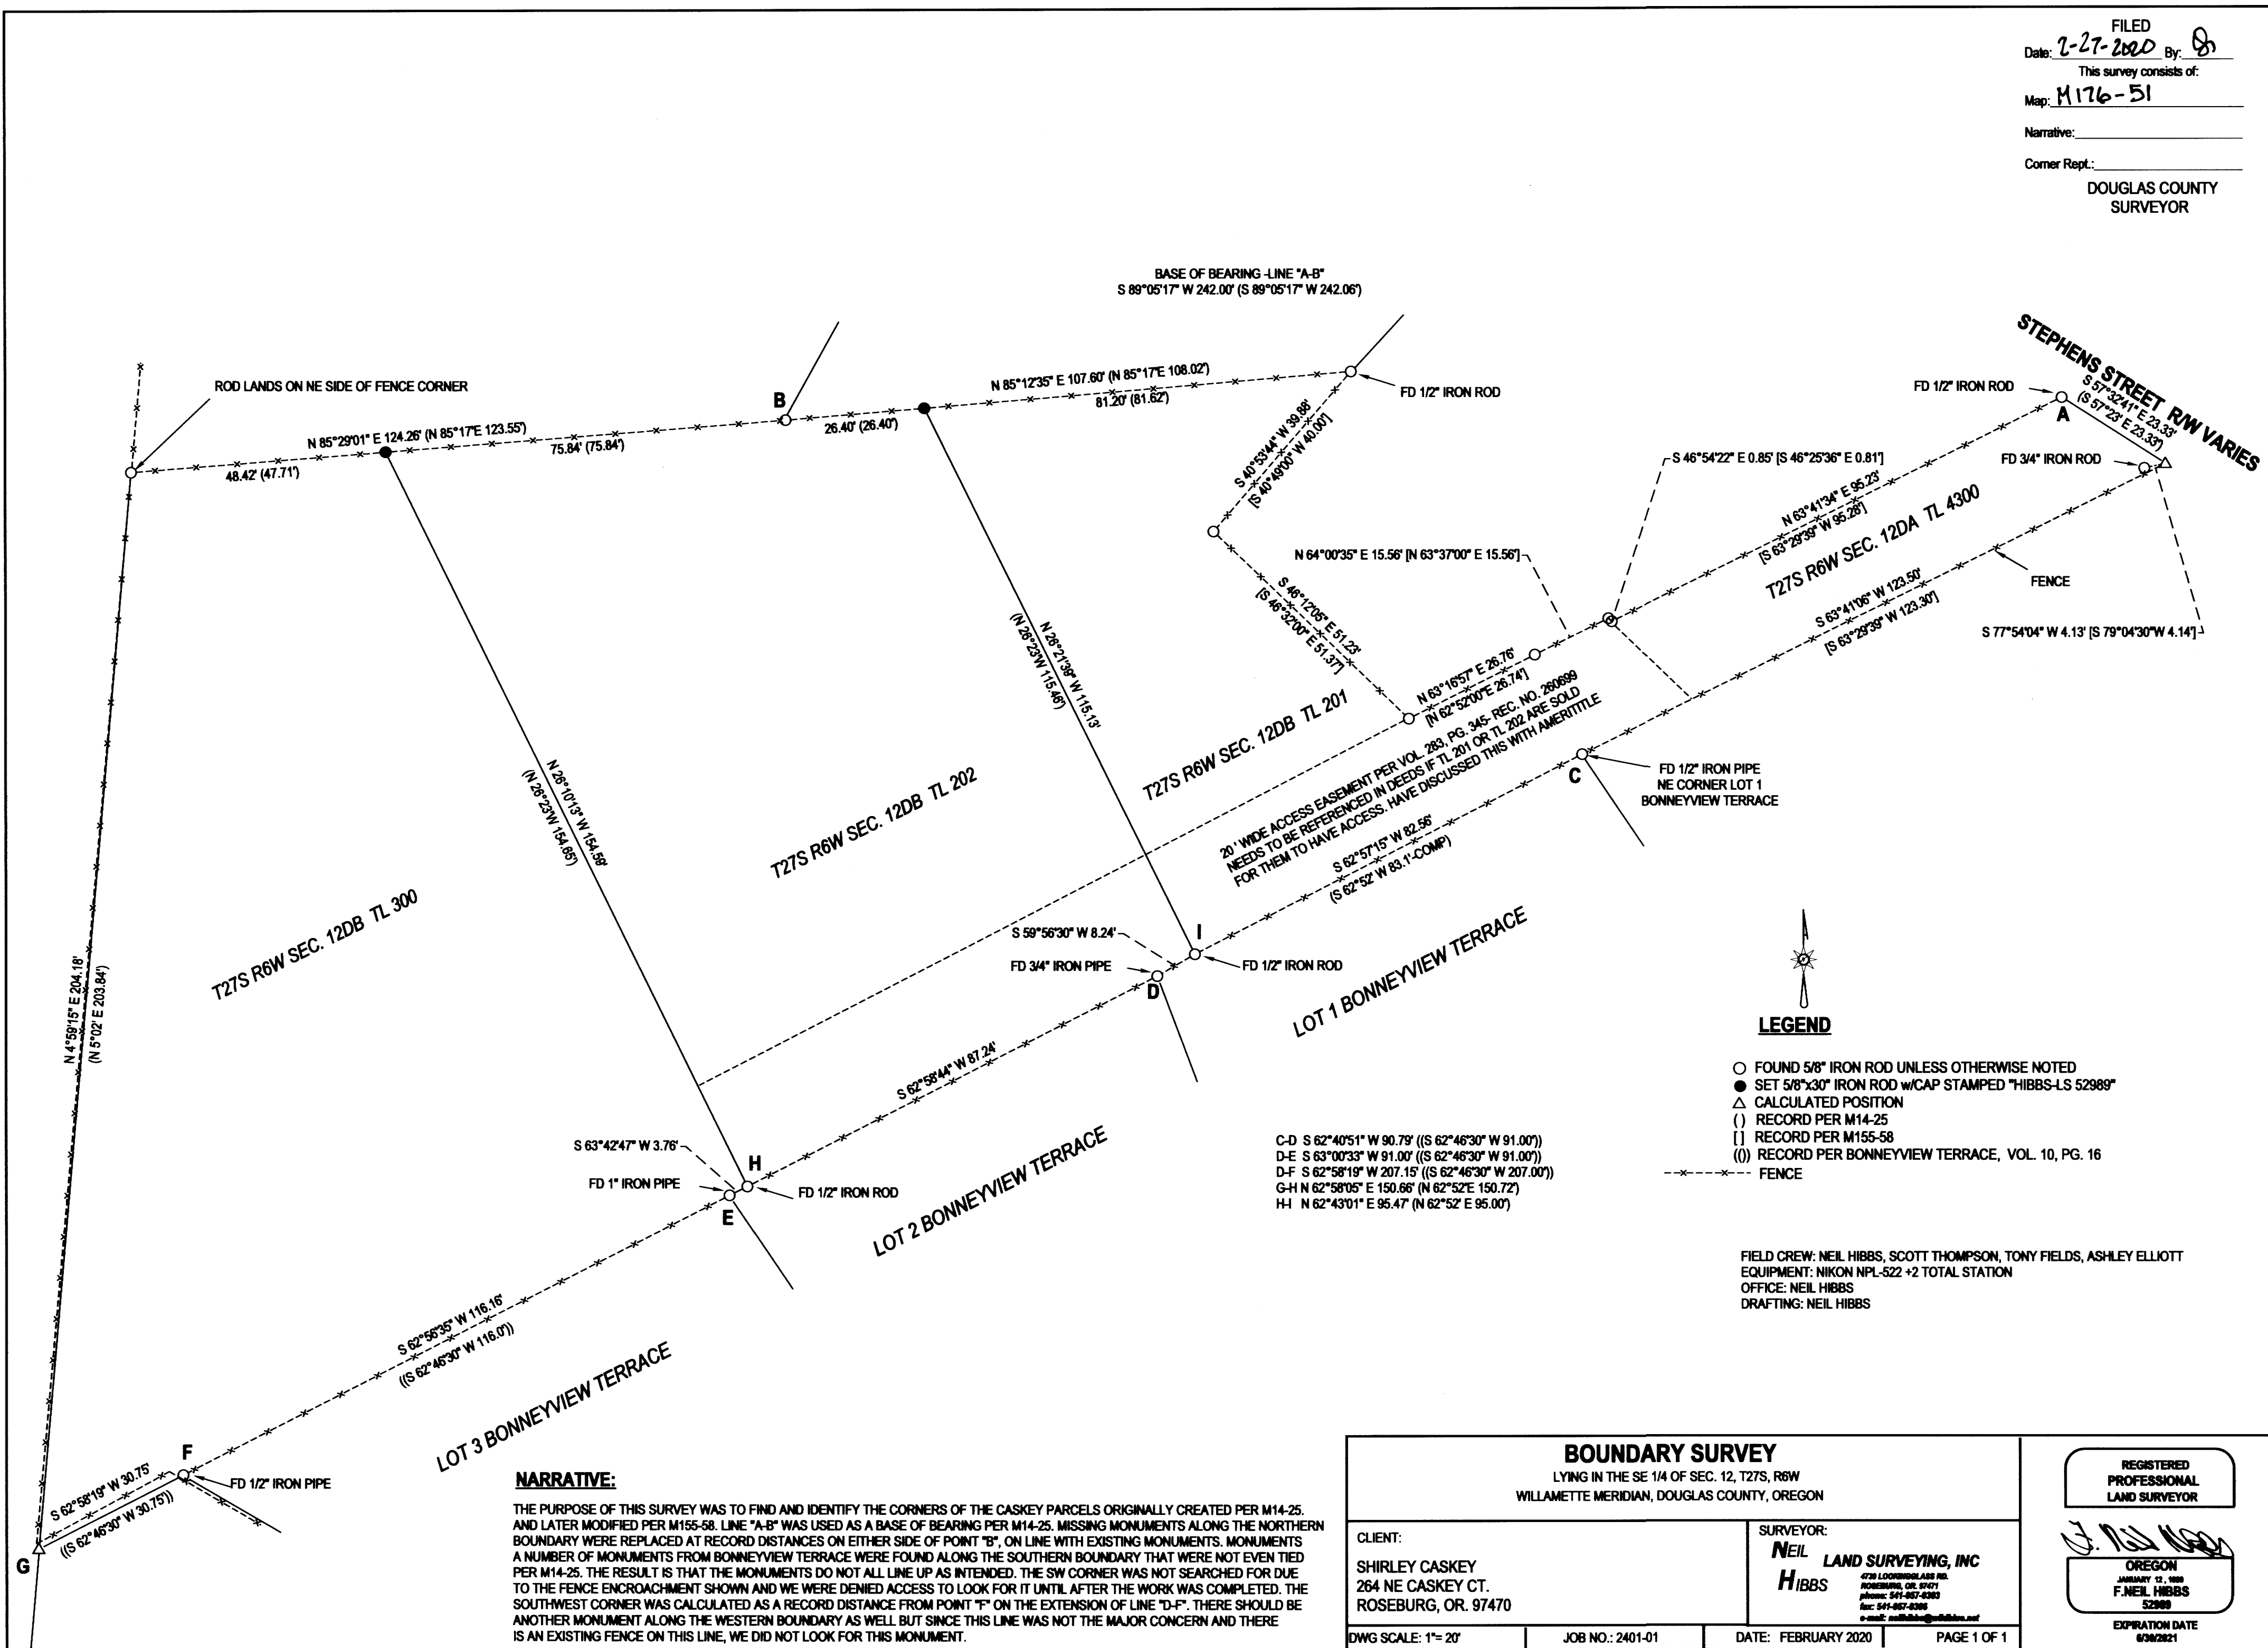 FILED
Date: 2-27-2020 By:
This survey consists of:
Map: M176-51
Narrative:
Corner Rept.:
DOUGLAS COUNTY
SURVEYOR
BASE OF BEARING -LINE "A-B"
S 89°05'17" W 242.00' (S 89°05'17" W 242.06')
STEPHENS STREET R/W VARIES
S 57°32'41" E 23.33'
(S 57°23' E 23.33')
FD 1/2" IRON ROD
A
FD 3/4" IRON ROD
ROD LANDS ON NE SIDE OF FENCE CORNER
B
N 85°12'35" E 107.60' (N 85°17'E 108.02')
81.20' (81.62')
26.40' (26.40')
FD 1/2" IRON ROD
N 85°29'01" E 124.26' (N 85°17'E 123.55')
75.84' (75.84')
48.42' (47.71')
S 40°53'44" W 39.88'
[S 40°49'00" W 40.00']
S 46°54'22" E 0.85' [S 46°25'36" E 0.81']
N 63°41'34" E 95.23'
[S 63°29'39" W 95.28']
T27S R6W SEC. 12DA TL 4300
N 64°00'35" E 15.56' [N 63°37'00" E 15.56']
FENCE
S 63°41'06" W 123.50'
[S 63°29'39" W 123.30']
S 77°54'04" W 4.13' [S 79°04'30"W 4.14']
S 46°12'05" E 51.23'
[S 46°32'00" E 51.37']
N 26°21'39" W 115.13'
(N 26°23'W 115.46')
N 63°16'57" E 26.76'
[N 62°52'00"E 26.74']
T27S R6W SEC. 12DB TL 201
20 ' WIDE ACCESS EASEMENT PER VOL. 283, PG. 345- REC. NO. 260699
NEEDS TO BE REFERENCED IN DEEDS IF TL 201 OR TL 202 ARE SOLD
FOR THEM TO HAVE ACCESS. HAVE DISCUSSED THIS WITH AMERITITTLE
C
FD 1/2" IRON PIPE
NE CORNER LOT 1
BONNEYVIEW TERRACE
N 26°10'13" W 154.59'
(N 26°23'W 154.65')
T27S R6W SEC. 12DB TL 202
S 62°57'15" W 82.56'
(S 62°52' W 83.1'-COMP)
T27S R6W SEC. 12DB TL 300
S 59°56'30" W 8.24'
I
FD 3/4" IRON PIPE
FD 1/2" IRON ROD
D
LOT 1 BONNEYVIEW TERRACE
N 4°59'15" E 204.18'
(N 5°02' E 203.84')
S 62°58'44" W 87.24'
LEGEND
FOUND 5/8" IRON ROD UNLESS OTHERWISE NOTED
SET 5/8"x30" IRON ROD w/CAP STAMPED "HIBBS-LS 52989"
CALCULATED POSITION
( ) RECORD PER M14-25
[ ] RECORD PER M155-58
(()) RECORD PER BONNEYVIEW TERRACE, VOL. 10, PG. 16
FENCE
S 63°42'47" W 3.76'
H
FD 1" IRON PIPE
FD 1/2" IRON ROD
E
LOT 2 BONNEYVIEW TERRACE
C-D S 62°40'51" W 90.79' ((S 62°46'30" W 91.00'))
D-E S 63°00'33" W 91.00' ((S 62°46'30" W 91.00'))
D-F S 62°58'19" W 207.15' ((S 62°46'30" W 207.00'))
G-H N 62°58'05" E 150.66' (N 62°52'E 150.72')
H-I N 62°43'01" E 95.47' (N 62°52' E 95.00')
FIELD CREW: NEIL HIBBS, SCOTT THOMPSON, TONY FIELDS, ASHLEY ELLIOTT
EQUIPMENT: NIKON NPL-522 +2 TOTAL STATION
OFFICE: NEIL HIBBS
DRAFTING: NEIL HIBBS
S 62°56'35" W 116.16'
((S 62°46'30" W 116.0'))
LOT 3 BONNEYVIEW TERRACE
F
FD 1/2" IRON PIPE
S 62°58'19" W 30.75'
((S 62°46'30" W 30.75'))
G
NARRATIVE:
THE PURPOSE OF THIS SURVEY WAS TO FIND AND IDENTIFY THE CORNERS OF THE CASKEY PARCELS ORIGINALLY CREATED PER M14-25.
AND LATER MODIFIED PER M155-58. LINE "A-B" WAS USED AS A BASE OF BEARING PER M14-25. MISSING MONUMENTS ALONG THE NORTHERN
BOUNDARY WERE REPLACED AT RECORD DISTANCES ON EITHER SIDE OF POINT "B", ON LINE WITH EXISTING MONUMENTS. MONUMENTS
A NUMBER OF MONUMENTS FROM BONNEYVIEW TERRACE WERE FOUND ALONG THE SOUTHERN BOUNDARY THAT WERE NOT EVEN TIED
PER M14-25. THE RESULT IS THAT THE MONUMENTS DO NOT ALL LINE UP AS INTENDED. THE SW CORNER WAS NOT SEARCHED FOR DUE
TO THE FENCE ENCROACHMENT SHOWN AND WE WERE DENIED ACCESS TO LOOK FOR IT UNTIL AFTER THE WORK WAS COMPLETED. THE
SOUTHWEST CORNER WAS CALCULATED AS A RECORD DISTANCE FROM POINT "F" ON THE EXTENSION OF LINE "D-F". THERE SHOULD BE
ANOTHER MONUMENT ALONG THE WESTERN BOUNDARY AS WELL BUT SINCE THIS LINE WAS NOT THE MAJOR CONCERN AND THERE
IS AN EXISTING FENCE ON THIS LINE, WE DID NOT LOOK FOR THIS MONUMENT.
BOUNDARY SURVEY
LYING IN THE SE 1/4 OF SEC. 12, T27S, R6W
WILLAMETTE MERIDIAN, DOUGLAS COUNTY, OREGON
CLIENT:
SHIRLEY CASKEY
264 NE CASKEY CT.
ROSEBURG, OR. 97470
SURVEYOR:
NEIL
HIBBS
LAND SURVEYING, INC
4739 LOOKINGGLASS RD.
ROSEBURG, OR. 97471
DWG SCALE: 1"= 20'
JOB NO.: 2401-01
DATE: FEBRUARY 2020
PAGE 1 OF 1
REGISTERED
PROFESSIONAL
LAND SURVEYOR
OREGON
F.NEIL HIBBS
52989
EXPIRATION DATE
6/30/2021